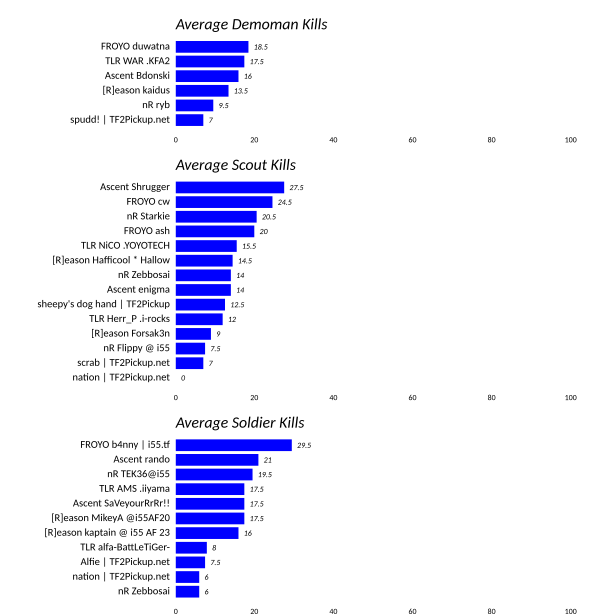 Average Demoman Kills
FROYO duwatna 18.5
TLR WAR .KFA2 17.5
Ascent Bdonski 16
[R]eason kaidus 13.5
nR ryb 9.5
spudd! | TF2Pickup.net 7
0 20 40 60 80 100
Average Scout Kills
Ascent Shrugger 27.5
FROYO cw 24.5
nR Starkie 20.5
FROYO ash 20
TLR NiCO .YOYOTECH 15.5
[R]eason Hafficool * Hallow 14.5
nR Zebbosai 14
Ascent enigma 14
sheepy's dog hand | TF2Pickup 12.5
TLR Herr_P .i-rocks 12
[R]eason Forsak3n 9
nR Flippy @ i55 7.5
scrab | TF2Pickup.net 7
nation | TF2Pickup.net 0
0 20 40 60 80 100
Average Soldier Kills
FROYO b4nny | i55.tf 29.5
Ascent rando 21
nR TEK36@i55 19.5
TLR AMS .iiyama 17.5
Ascent SaVeyourRrRr!! 17.5
[R]eason MikeyA @i55AF20 17.5
[R]eason kaptain @ i55 AF 23 16
TLR alfa-BattLeTiGer- 8
Alfie | TF2Pickup.net 7.5
nation | TF2Pickup.net 6
nR Zebbosai 6
0 20 40 60 80 100